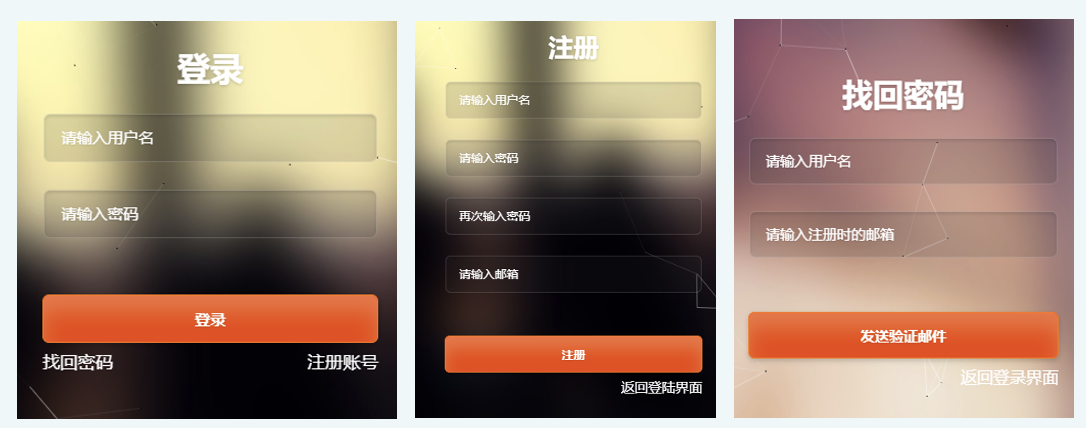 登录
请输入用户名
请输入密码
登录
找回密码
注册账号
注册
请输入用户名
请输入密码
再次输入密码
请输入邮箱
注册
返回登陆界面
找回密码
请输入用户名
请输入注册时的邮箱
发送验证邮件
返回登录界面